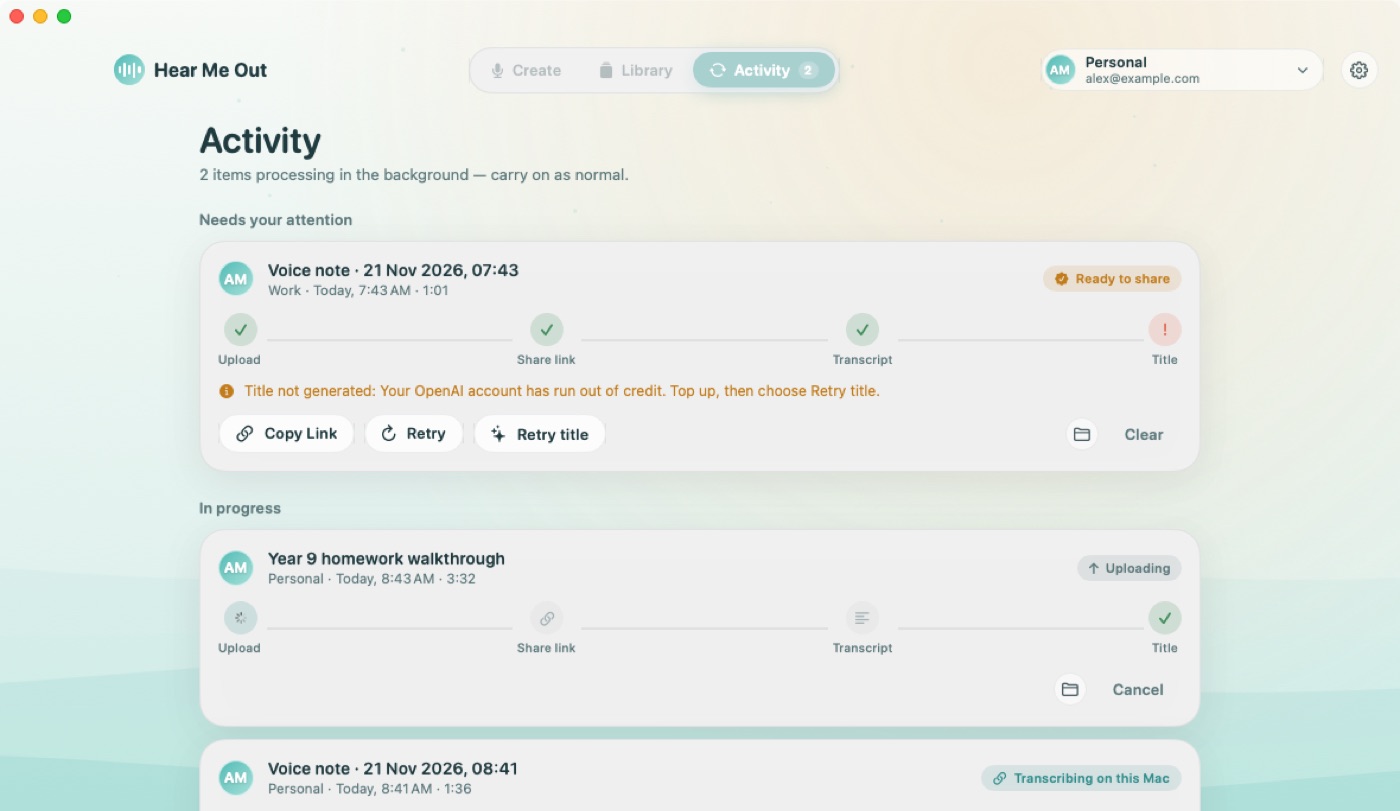 Hear Me Out
Create
Library
Activity 2
AM
Personal
alex@example.com
Activity
2 items processing in the background — carry on as normal.
Needs your attention
AM
Voice note · 21 Nov 2026, 07:43
Work · Today, 7:43 AM · 1:01
Ready to share
Upload
Share link
Transcript
!
Title
Title not generated: Your OpenAI account has run out of credit. Top up, then choose Retry title.
Copy Link
Retry
Retry title
Clear
In progress
AM
Year 9 homework walkthrough
Personal · Today, 8:43 AM · 3:32
Uploading
Upload
Share link
Transcript
Title
Cancel
AM
Voice note · 21 Nov 2026, 08:41
Personal · Today, 8:41 AM · 1:36
Transcribing on this Mac